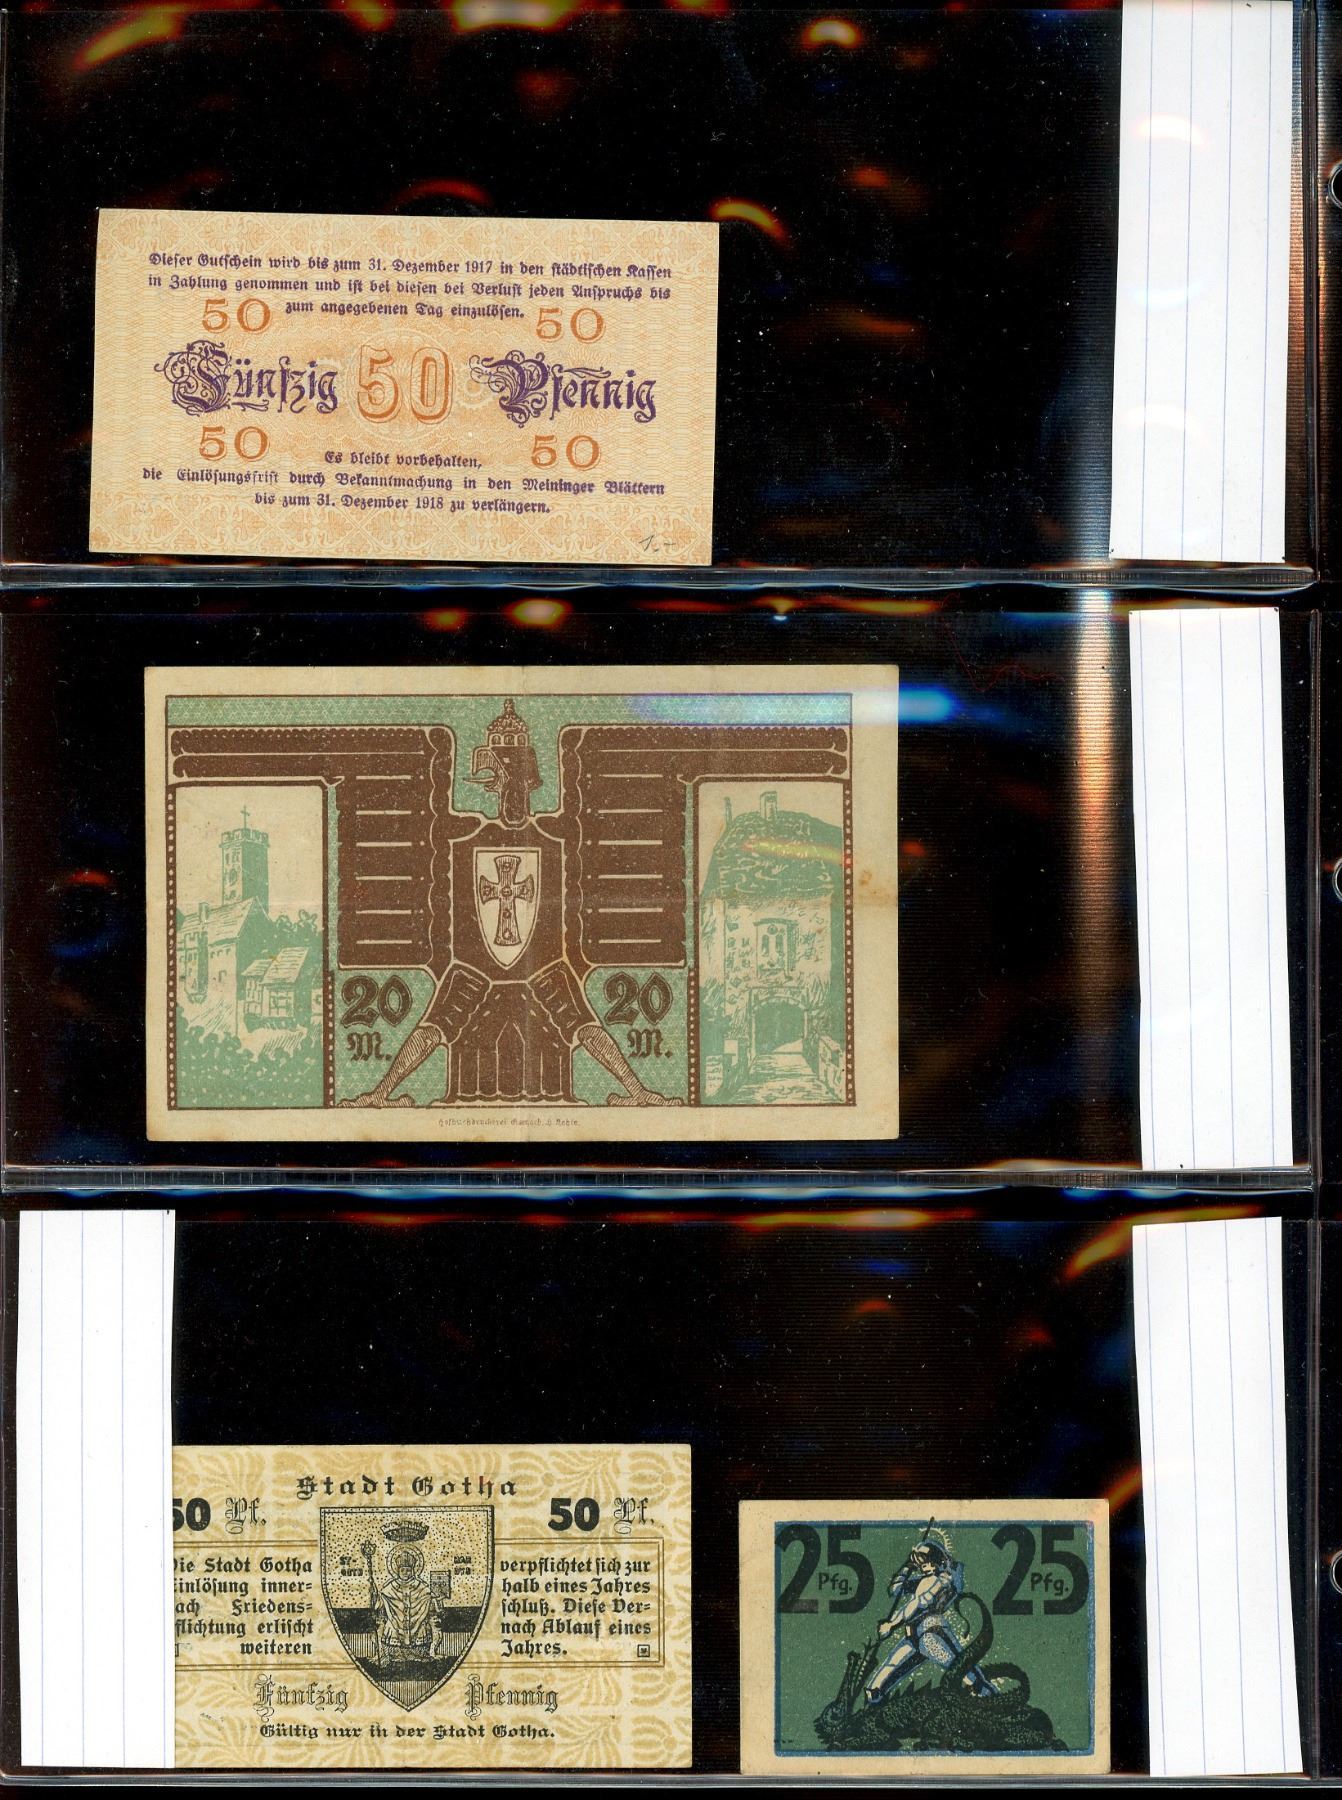 Dieser Gutschein wird bis zum 31. Dezember 1917 in den städtischen Kassen
in Zahlung genommen und ist bei diesen bei Verlust jeden Anspruchs bis
zum angegebenen Tag einzulösen.
50 50
Fünfzig 50 Pfennig
50 50
Es bleibt vorbehalten,
die Einlösungsfrist durch Bekanntmachung in den Meininger Blättern
bis zum 31. Dezember 1918 zu verlängern.
1.-
20 20
M. M.
Hofbuchdruckerei Eisenach. H. Kahle.
Stadt Gotha
50 Pf. 50 Pf.
Die Stadt Gotha verpflichtet sich zur
Einlösung inner= halb eines Jahres
nach Friedens= schluß. Diese Ver=
flichtung erlischt nach Ablauf eines
weiteren Jahres.
Fünfzig Pfennig
Gültig nur in der Stadt Gotha.
25 25
Pfg. Pfg.